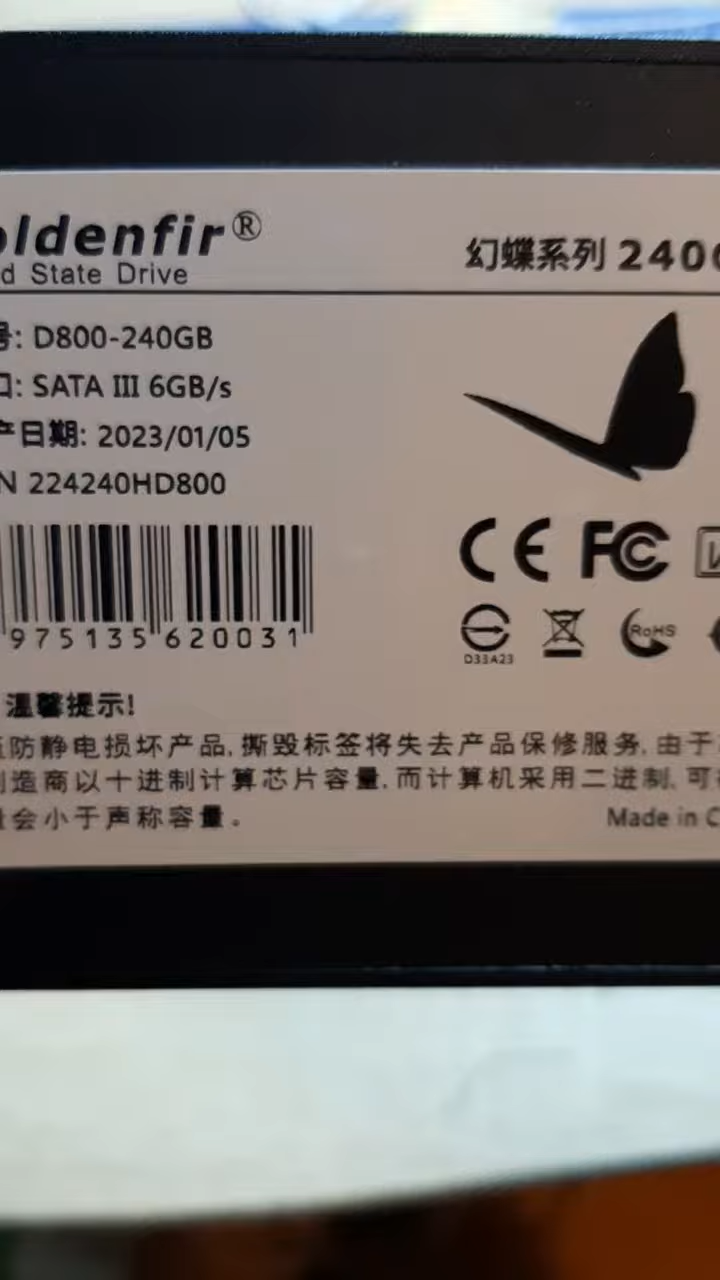 oldenfir®
d State Drive
幻蝶系列 240
号: D800-240GB
口: SATA III 6GB/s
产日期: 2023/01/05
N 224240HD800
975135 620031
CE FC
D33A23
RoHS
温馨提示!
防静电损坏产品,撕毁标签将失去产品保修服务,由于
造商以十进制计算芯片容量,而计算机采用二进制,可
会小于声称容量。
Made in C